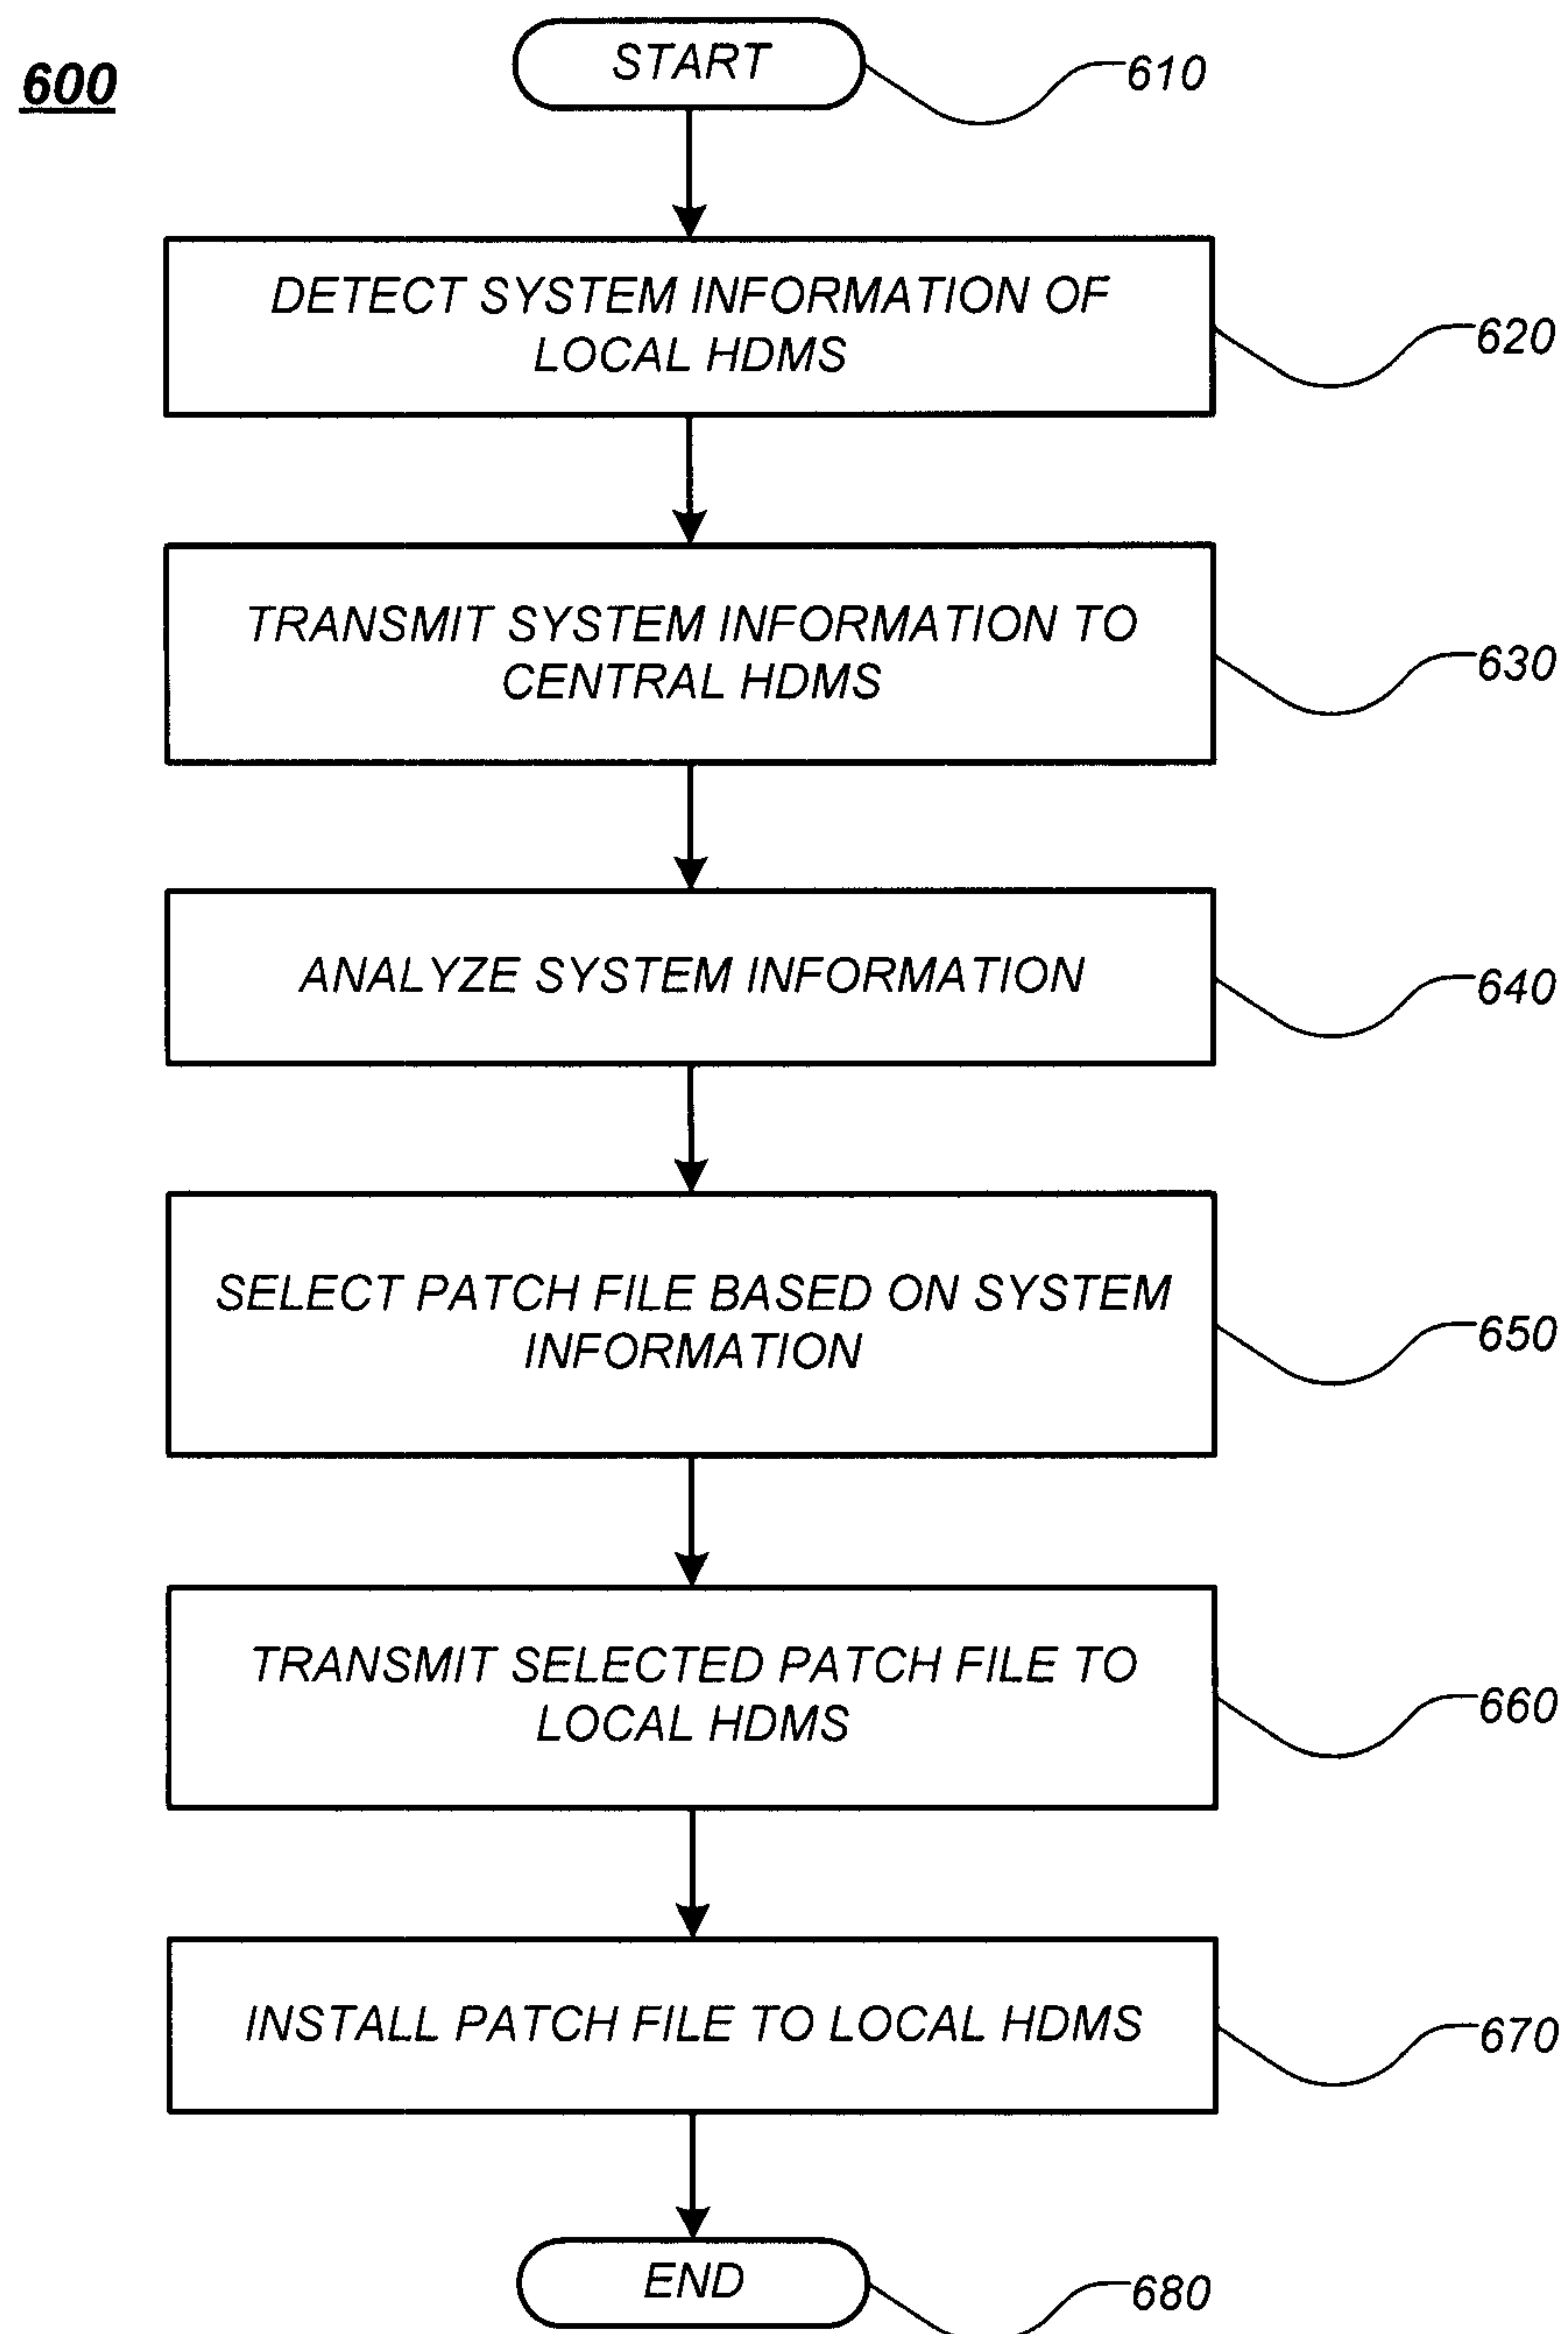 600
START
610
DETECT SYSTEM INFORMATION OF
LOCAL HDMS
620
TRANSMIT SYSTEM INFORMATION TO
CENTRAL HDMS
630
ANALYZE SYSTEM INFORMATION
640
SELECT PATCH FILE BASED ON SYSTEM
INFORMATION
650
TRANSMIT SELECTED PATCH FILE TO
LOCAL HDMS
660
INSTALL PATCH FILE TO LOCAL HDMS
670
END
680